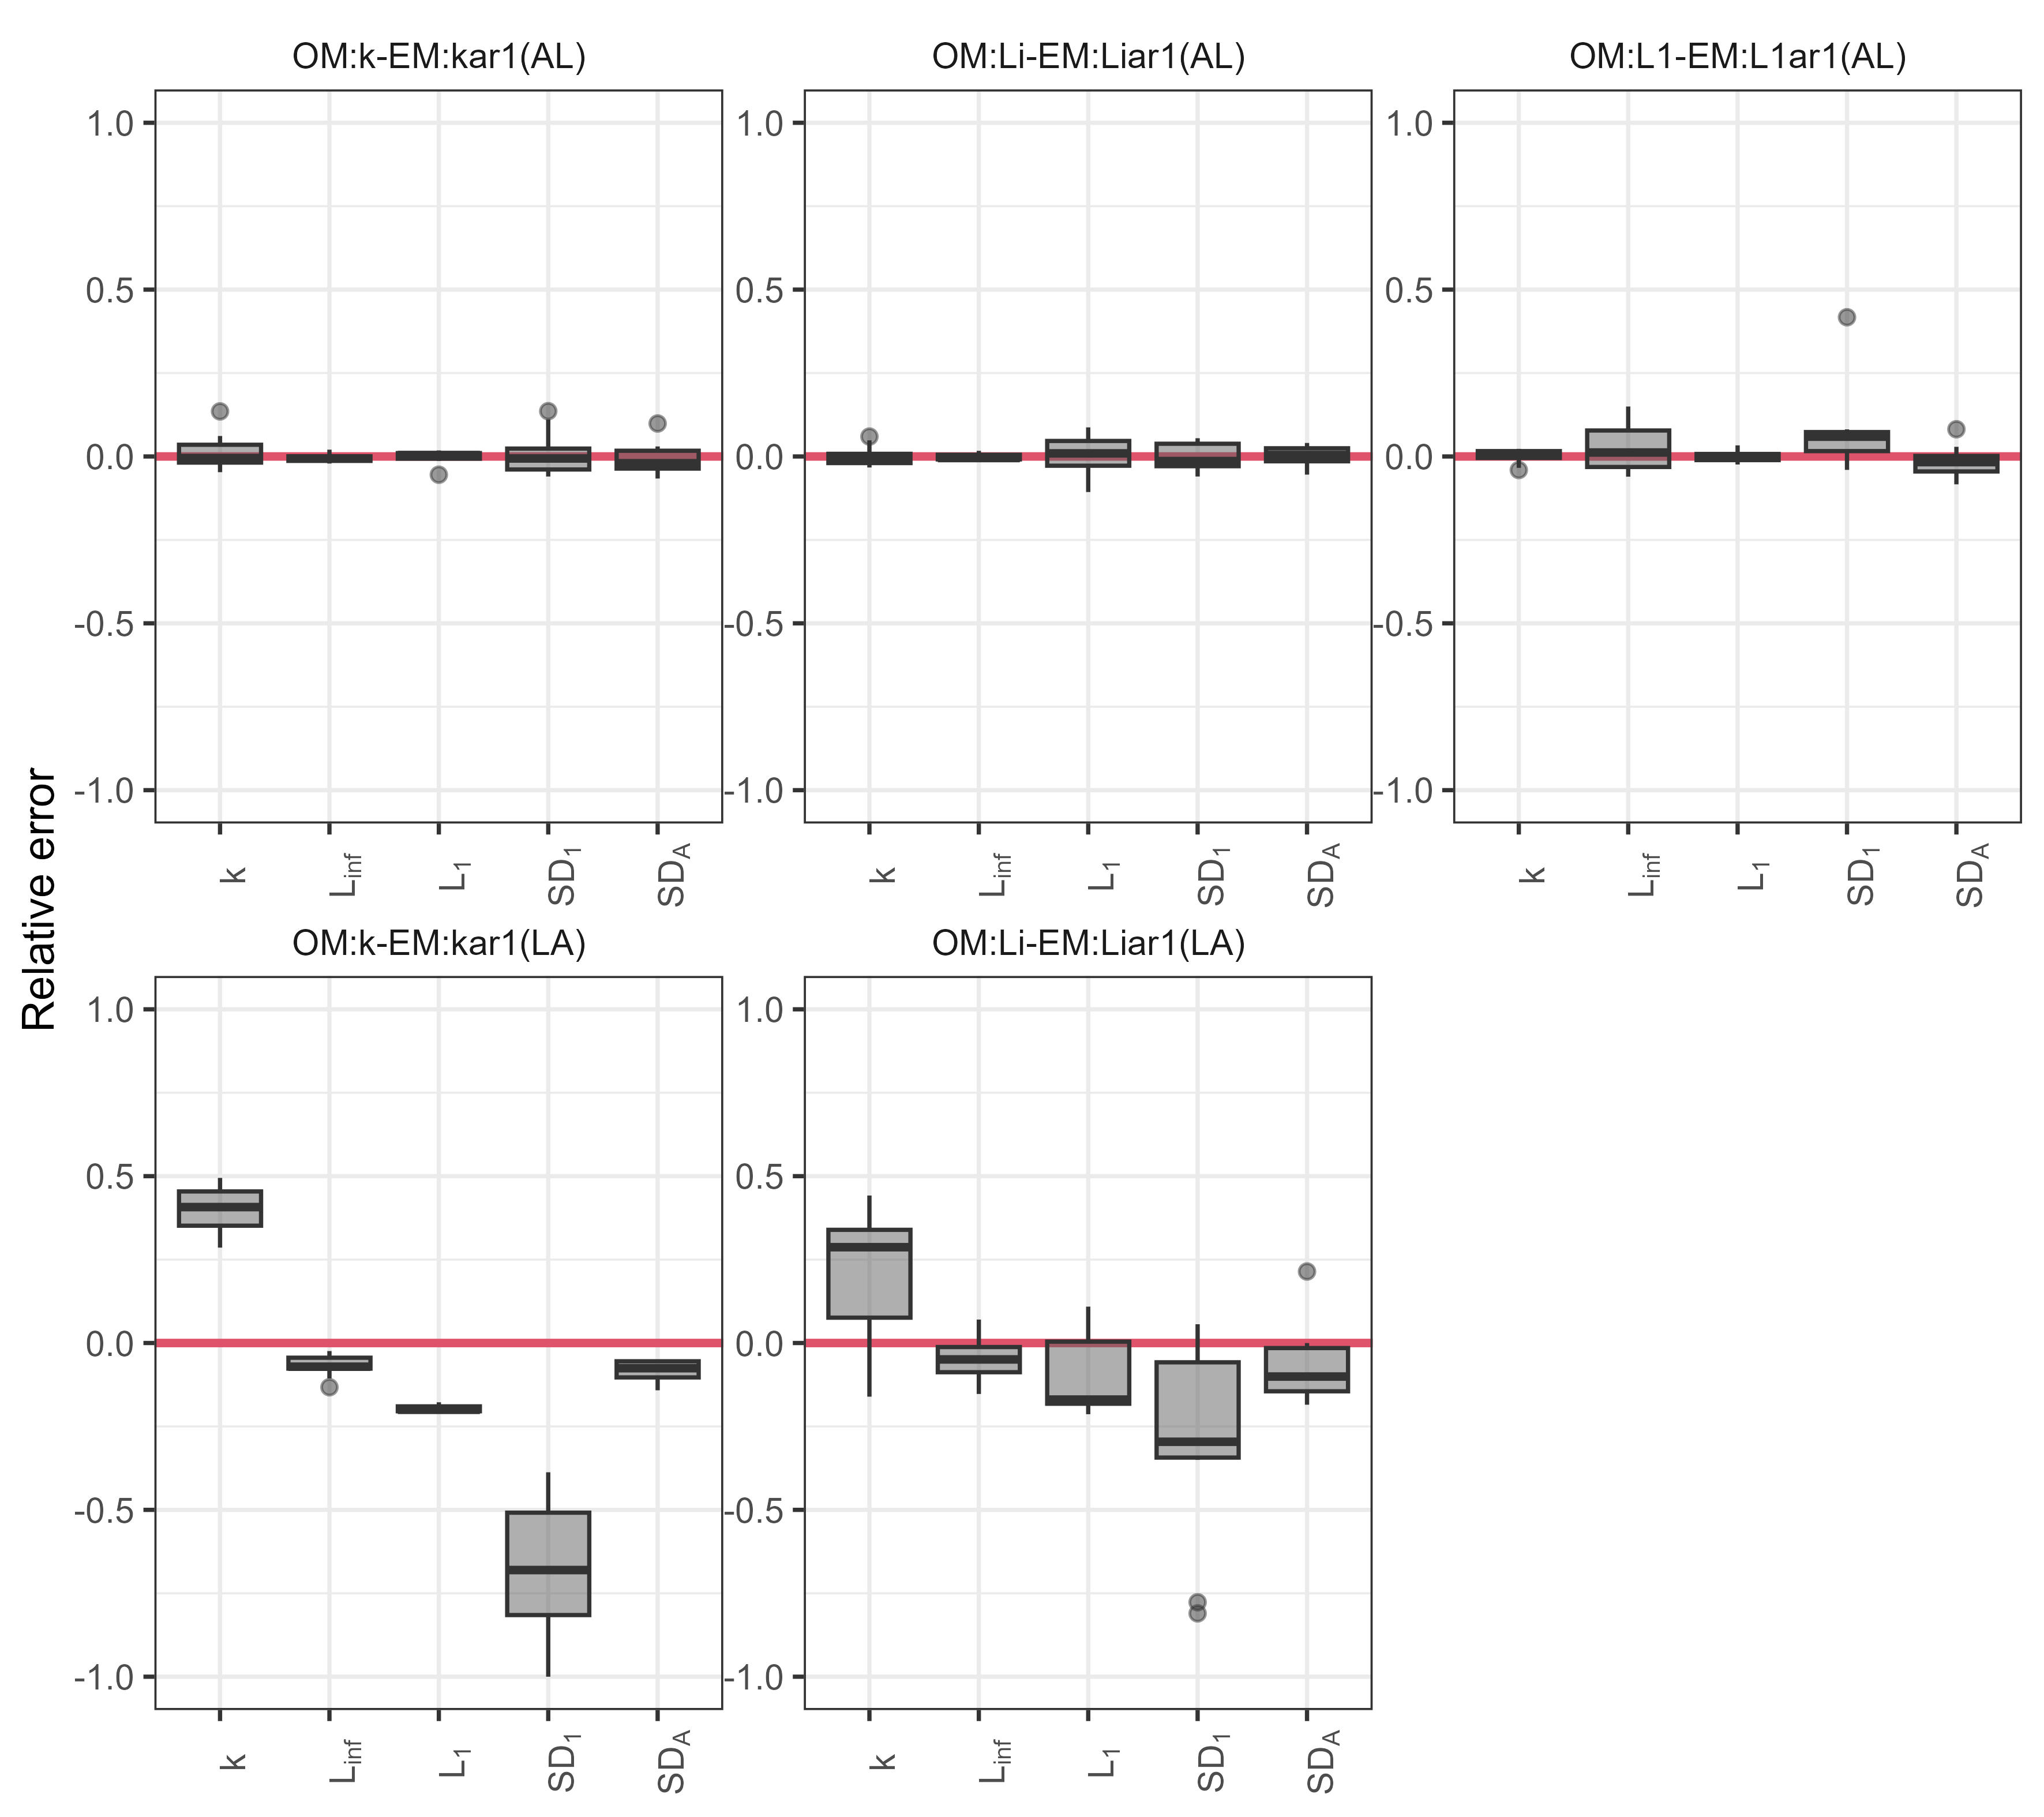 OM:k-EM:kar1(AL) OM:Li-EM:Liar1(AL) OM:L1-EM:L1ar1(AL)
1.0 1.0 1.0
0.5 0.5 0.5
0.0 0.0 0.0
-0.5 -0.5 -0.5
-1.0 -1.0 -1.0
k Linf L1 SD1 SDA k Linf L1 SD1 SDA k Linf L1 SD1 SDA
Relative error
OM:k-EM:kar1(LA) OM:Li-EM:Liar1(LA)
1.0 1.0
0.5 0.5
0.0 0.0
-0.5 -0.5
-1.0 -1.0
k Linf L1 SD1 SDA k Linf L1 SD1 SDA